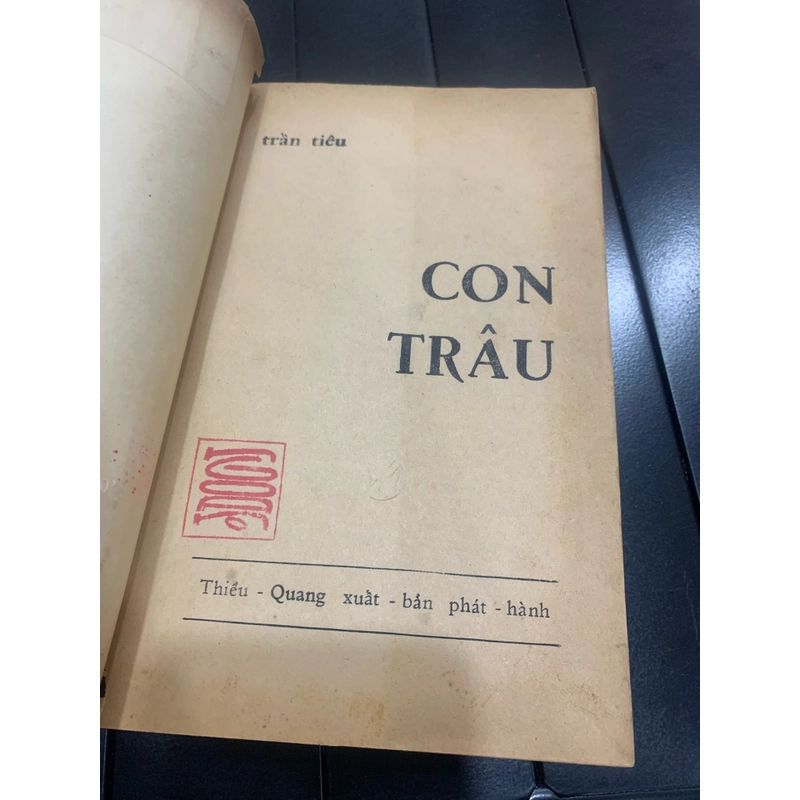 trần tiêu
CON
TRÂU
Thiều - Quang xuất - bản phát - hành